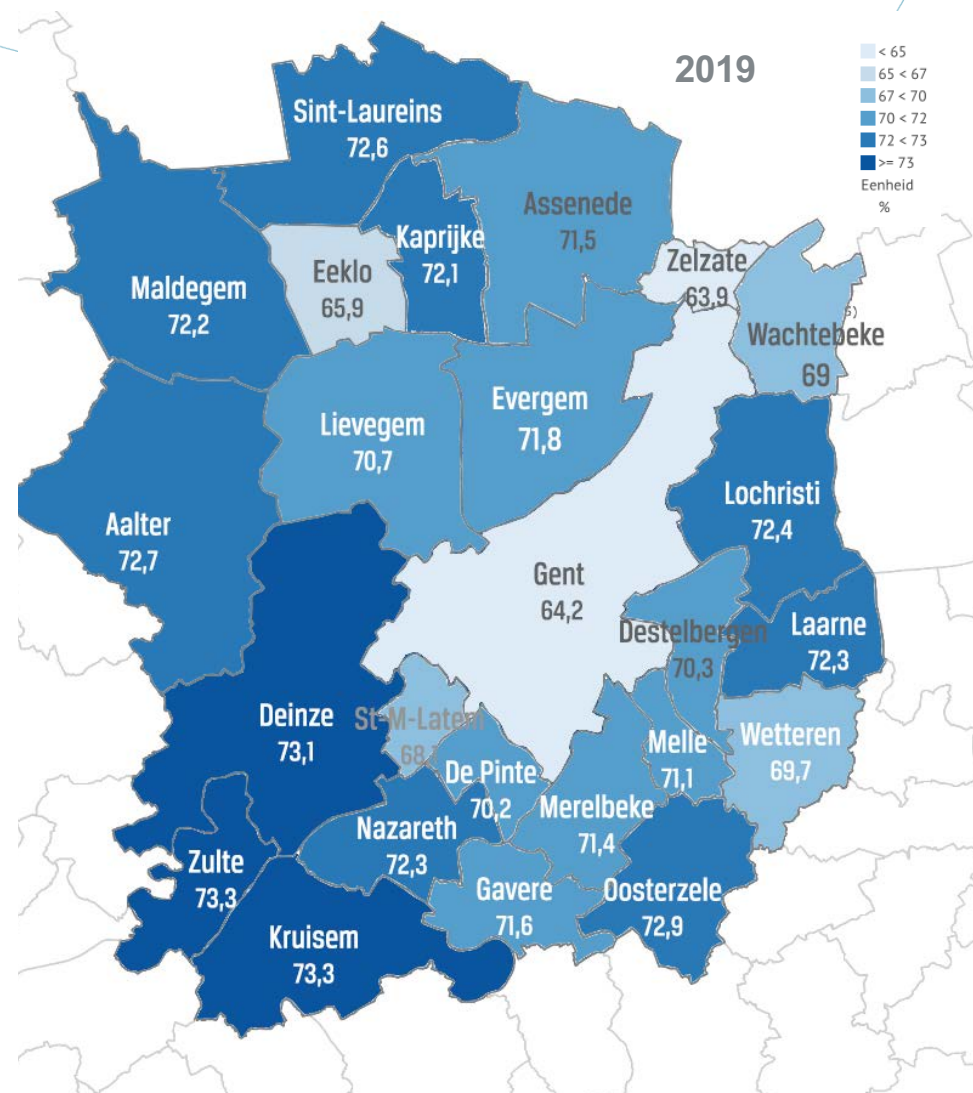 2019
< 65
65 < 67
67 < 70
70 < 72
72 < 73
>= 73
Eenheid
%
Sint-Laureins
72,6
Assenede
71,5
Kaprijke
72,1
Zelzate
63,9
Eeklo
65,9
Maldegem
72,2
Wachtebeke
69
Evergem
71,8
Lievegem
70,7
Lochristi
72,4
Aalter
72,7
Gent
64,2
Destelbergen
70,3
Laarne
72,3
Deinze
73,1
St-M-Latem
Wetteren
69,7
Melle
71,1
De Pinte
70,2
Merelbeke
71,4
Nazareth
72,3
Zulte
73,3
Gavere
71,6
Oosterzele
72,9
Kruisem
73,3